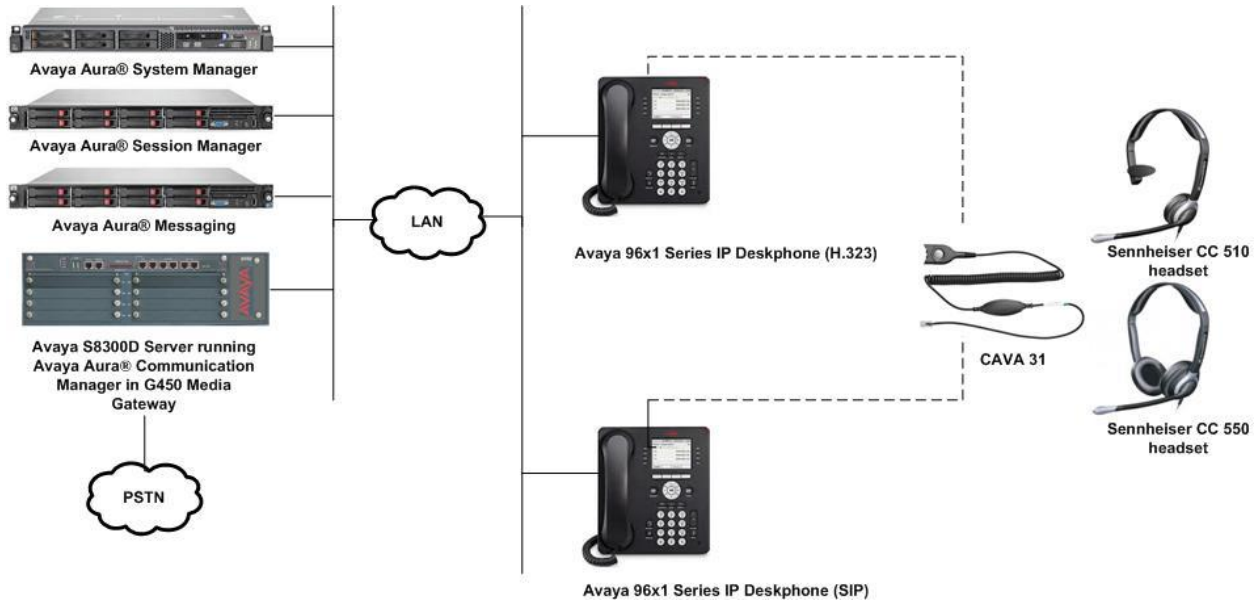 Avaya Aura® System Manager
Avaya Aura® Session Manager
Avaya Aura® Messaging
AVAYA
Avaya S8300D Server running
Avaya Aura® Communication
Manager in G450 Media
Gateway
PSTN
LAN
Avaya 96x1 Series IP Deskphone (H.323)
Avaya 96x1 Series IP Deskphone (SIP)
CAVA 31
Sennheiser CC 510
headset
Sennheiser CC 550
headset